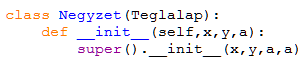 class Negyzet(Teglalap):
    def __init__(self,x,y,a):
        super().__init__(x,y,a,a)